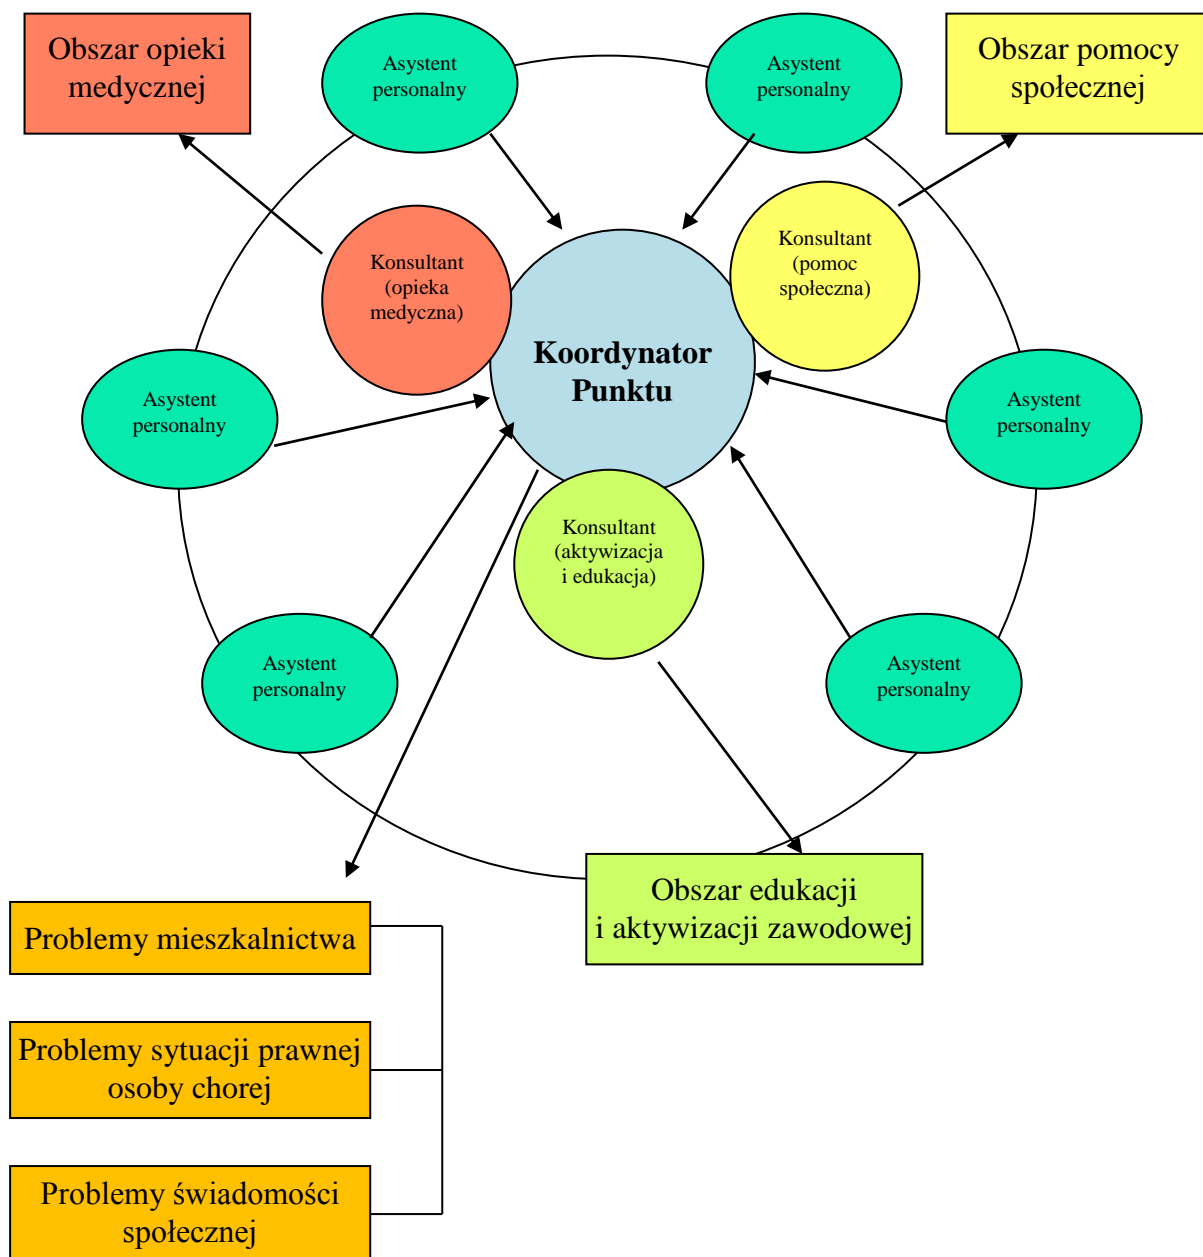 Obszar opieki
medycznej
Asystent
personalny
Asystent
personalny
Obszar pomocy
społecznej
Konsultant
(opieka
medyczna)
Konsultant
(pomoc
społeczna)
Koordynator
Punktu
Asystent
personalny
Asystent
personalny
Konsultant
(aktywizacja
i edukacja)
Asystent
personalny
Asystent
personalny
Obszar edukacji
i aktywizacji zawodowej
Problemy mieszkalnictwa
Problemy sytuacji prawnej
osoby chorej
Problemy świadomości
społecznej